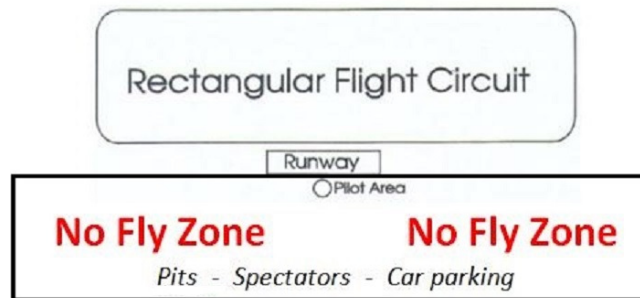 Rectangular Flight Circuit
Runway
Pilot Area
No Fly Zone No Fly Zone
Pits - Spectators - Car parking